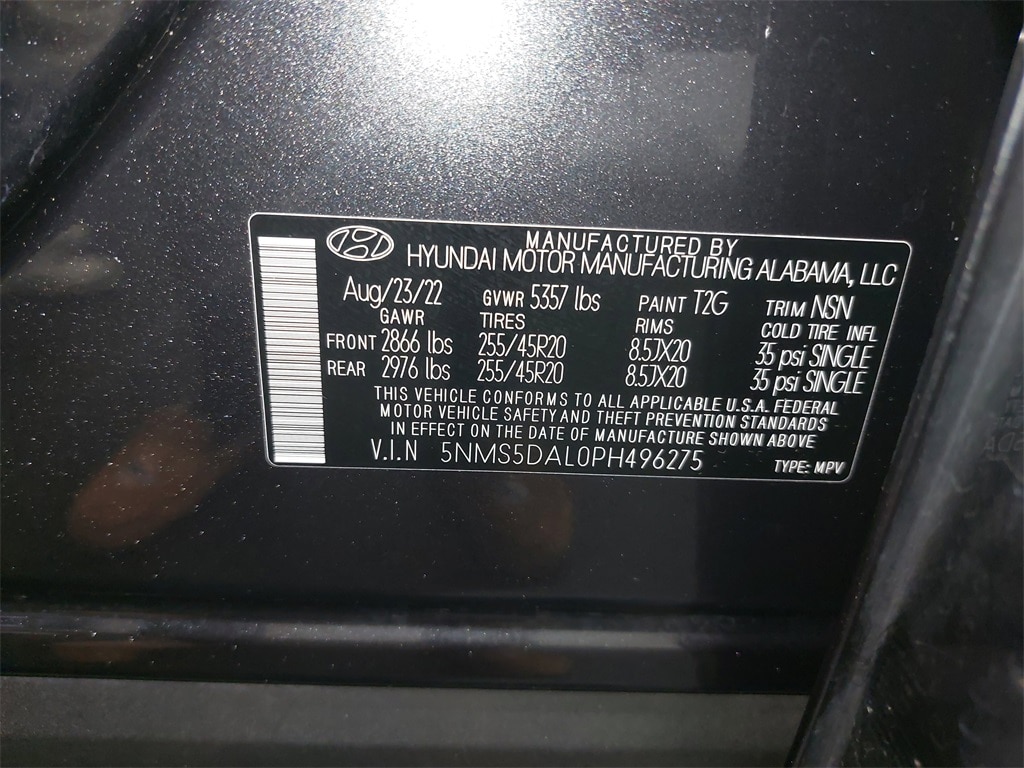 MANUFACTURED BY
HYUNDAI MOTOR MANUFACTURING ALABAMA, LLC
Aug/23/22 GVWR 5357 lbs PAINT T2G TRIM NSN
GAWR TIRES RIMS COLD TIRE INFL
FRONT 2866 lbs 255/45R20 8.5JX20 35 psi SINGLE
REAR 2976 lbs 255/45R20 8.5JX20 35 psi SINGLE
THIS VEHICLE CONFORMS TO ALL APPLICABLE U.S.A. FEDERAL
MOTOR VEHICLE SAFETY AND THEFT PREVENTION STANDARDS
IN EFFECT ON THE DATE OF MANUFACTURE SHOWN ABOVE
V.I.N 5NMS5DAL0PH496275 TYPE: MPV